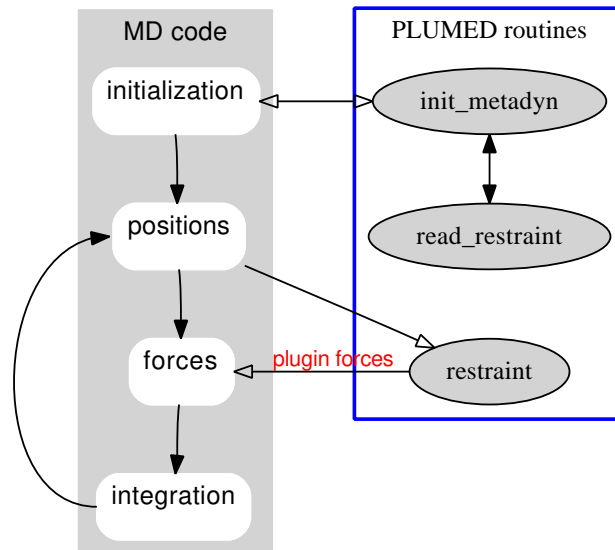 MD code
PLUMED routines
initialization
init_metadyn
positions
read_restraint
forces
plugin forces
restraint
integration